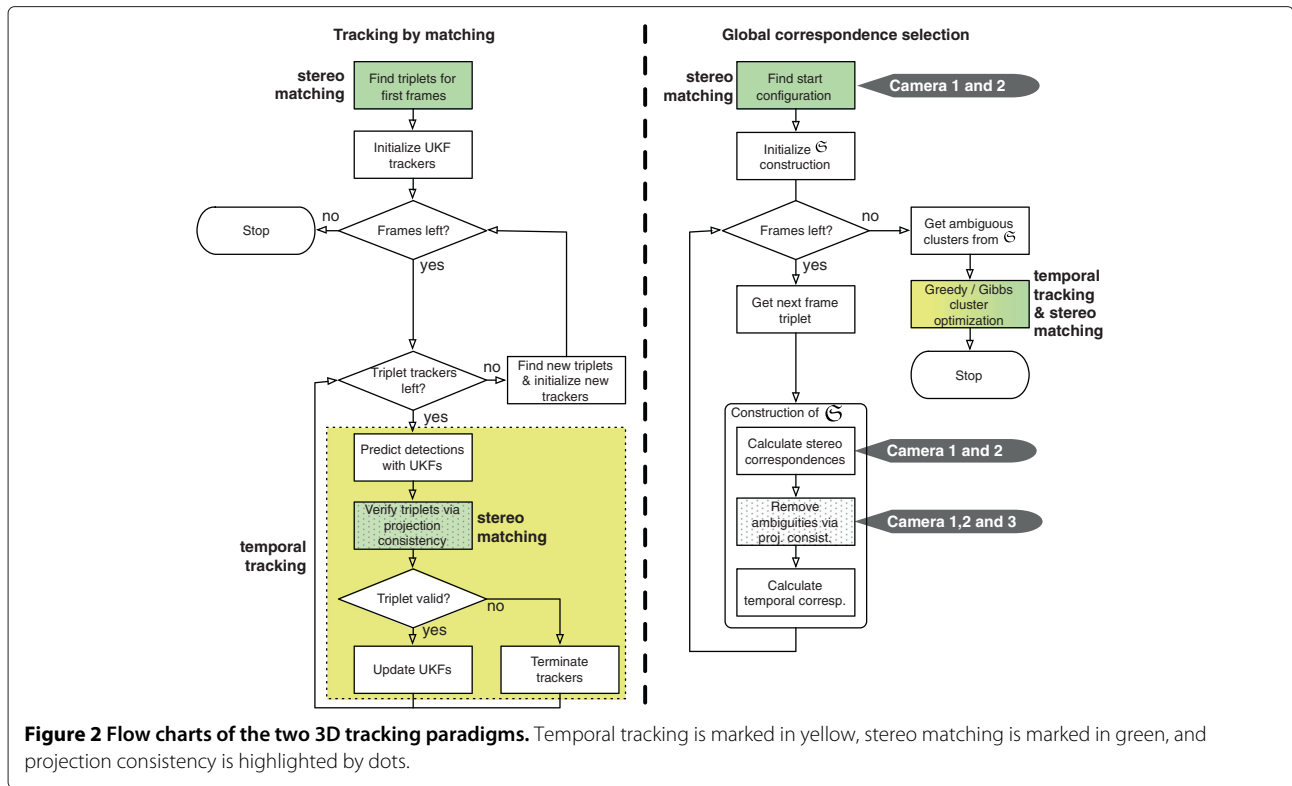 Tracking by matching
stereo
matching
Find triplets for
first frames
Initialize UKF
trackers
Frames left?
no
Stop
yes
Triplet trackers
left?
no
Find new triplets
& initialize new
trackers
yes
Predict detections
with UKFs
Verify triplets via
projection
consistency
stereo
matching
temporal
tracking
Triplet valid?
no
yes
Update UKFs
Terminate
trackers
Global correspondence selection
stereo
matching
Find start
configuration
Camera 1 and 2
Initialize 𝔖
construction
Frames left?
no
Get ambiguous
clusters from 𝔖
yes
Greedy / Gibbs
cluster
optimization
temporal
tracking
& stereo
matching
Stop
Get next frame
triplet
Construction of 𝔖
Calculate stereo
correspondences
Camera 1 and 2
Remove
ambiguities via
proj. consist.
Camera 1,2 and 3
Calculate
temporal corresp.
Figure 2 Flow charts of the two 3D tracking paradigms. Temporal tracking is marked in yellow, stereo matching is marked in green, and
projection consistency is highlighted by dots.